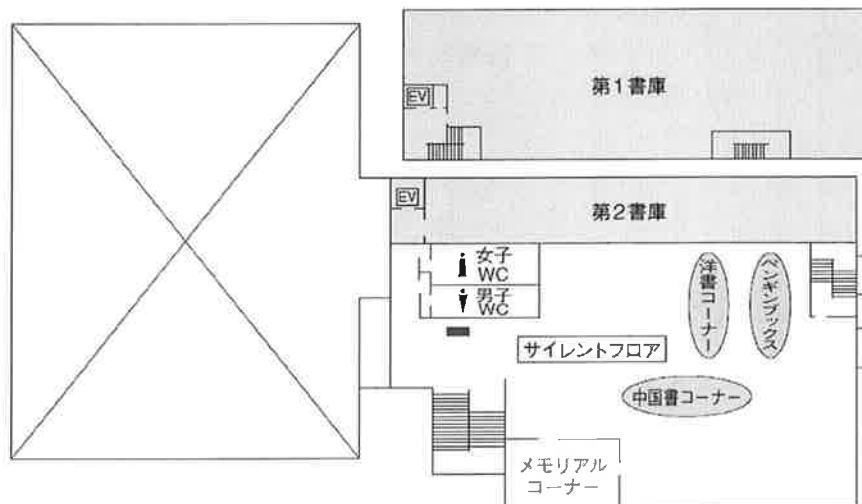 第1書庫
EV
EV
第2書庫
女子
WC
男子
WC
洋書コーナー
ペンギンブックス
サイレントフロア
中国書コーナー
メモリアル
コーナー